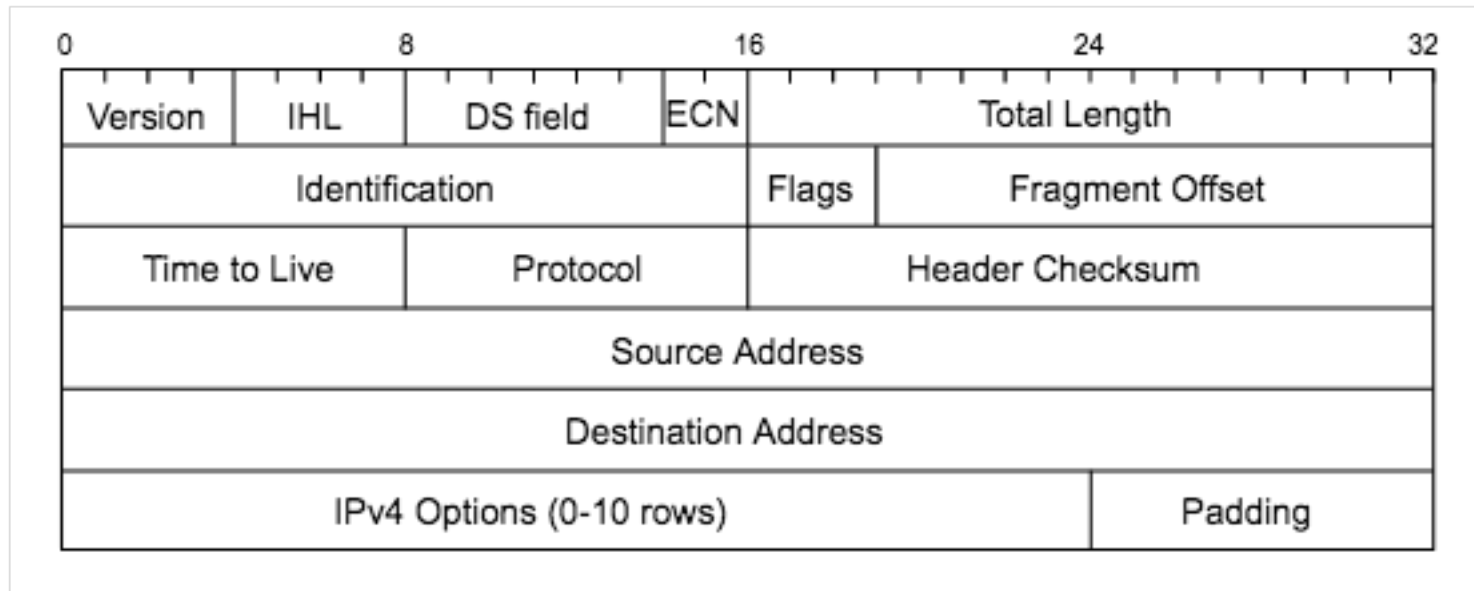 0 8 16 24 32
Version IHL DS field ECN Total Length
Identification Flags Fragment Offset
Time to Live Protocol Header Checksum
Source Address
Destination Address
IPv4 Options (0-10 rows) Padding